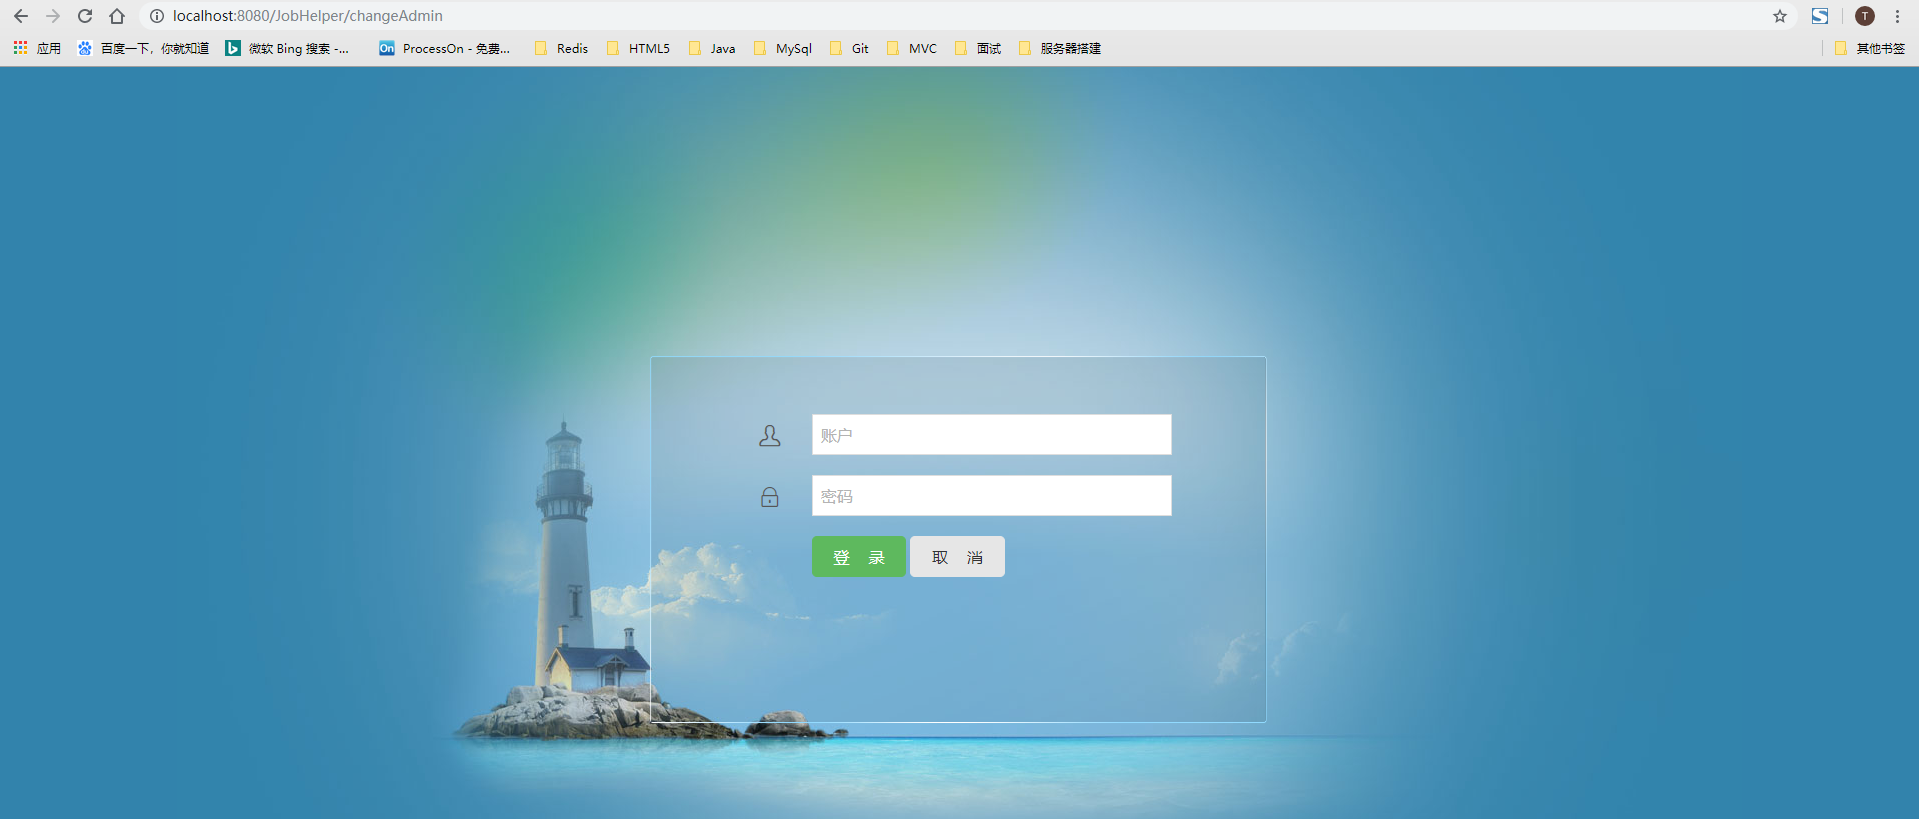 localhost:8080/JobHelper/changeAdmin
T
应用 百度一下，你就知道 微软 Bing 搜索 -... On ProcessOn - 免费... Redis HTML5 Java MySql Git MVC 面试 服务器搭建 其他书签
账户
密码
登 录 取 消